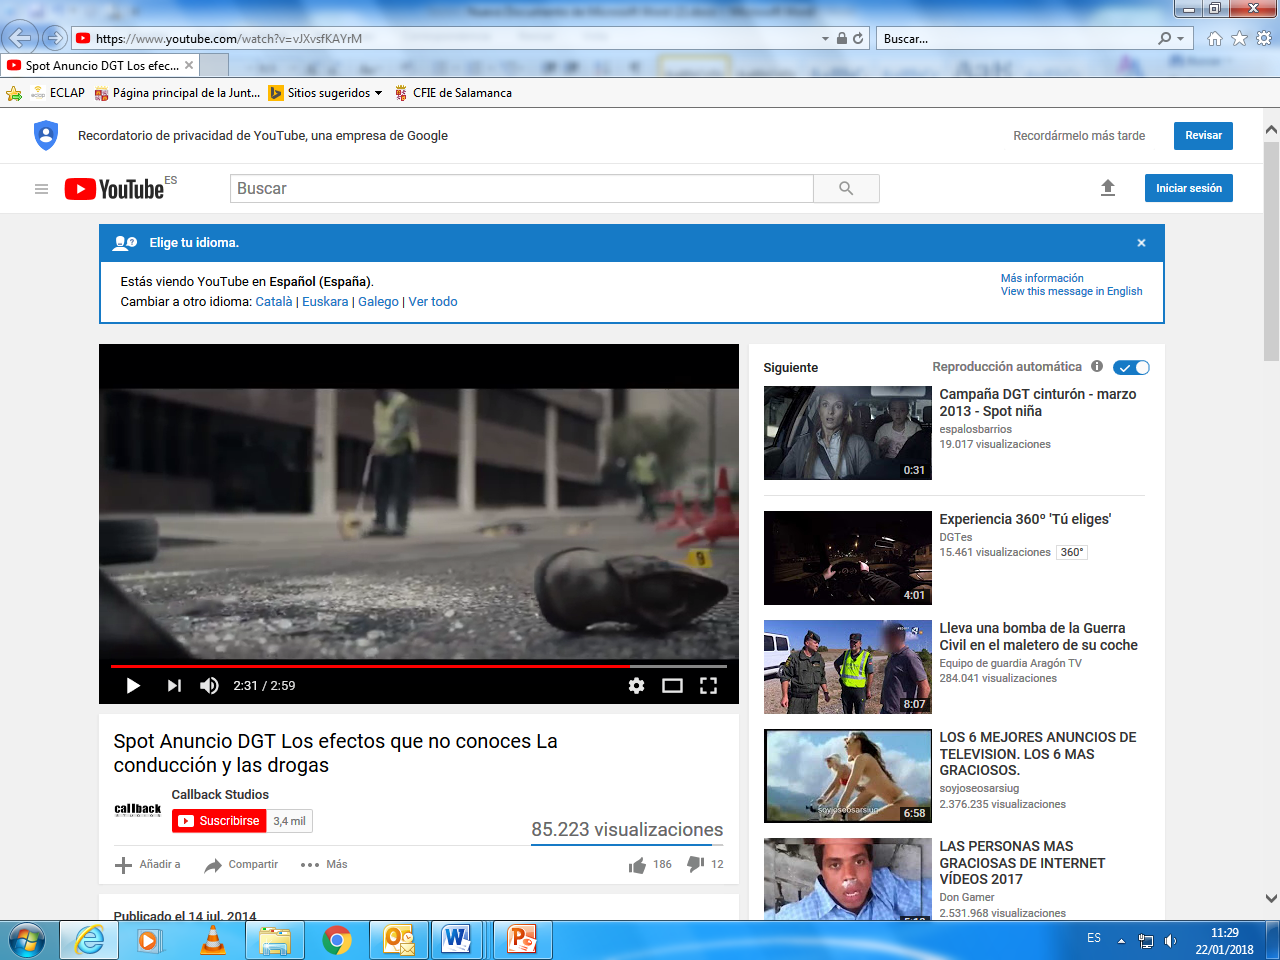 https://www.youtube.com/watch?v=vJXvsfKAYrM
Buscar...
Spot Anuncio DGT Los efec...
ECLAP
Página principal de la Junt...
Sitios sugeridos
CFIE de Salamanca
Recordatorio de privacidad de YouTube, una empresa de Google
Recordármelo más tarde
Revisar
YouTube ES
Buscar
Iniciar sesión
Elige tu idioma.
Estás viendo YouTube en Español (España).
Cambiar a otro idioma: Català | Euskara | Galego | Ver todo
Más información
View this message in English
2:31 / 2:59
Spot Anuncio DGT Los efectos que no conoces La
conducción y las drogas
callback
Callback Studios
Suscribirse
3,4 mil
85.223 visualizaciones
Añadir a
Compartir
Más
186
12
Publicado el 14 jul. 2014
Siguiente
Reproducción automática
Campaña DGT cinturón - marzo
2013 - Spot niña
espalosbarrios
19.017 visualizaciones
0:31
Experiencia 360º 'Tú eliges'
DGTes
15.461 visualizaciones
360°
4:01
Lleva una bomba de la Guerra
Civil en el maletero de su coche
Equipo de guardia Aragón TV
284.041 visualizaciones
8:07
LOS 6 MEJORES ANUNCIOS DE
TELEVISION. LOS 6 MAS
GRACIOSOS.
soyjoseosarsiug
2.376.235 visualizaciones
soyjoseosarsiug
6:58
LAS PERSONAS MAS
GRACIOSAS DE INTERNET
VÍDEOS 2017
Don Gamer
2.531.968 visualizaciones
ES
11:29
22/01/2018